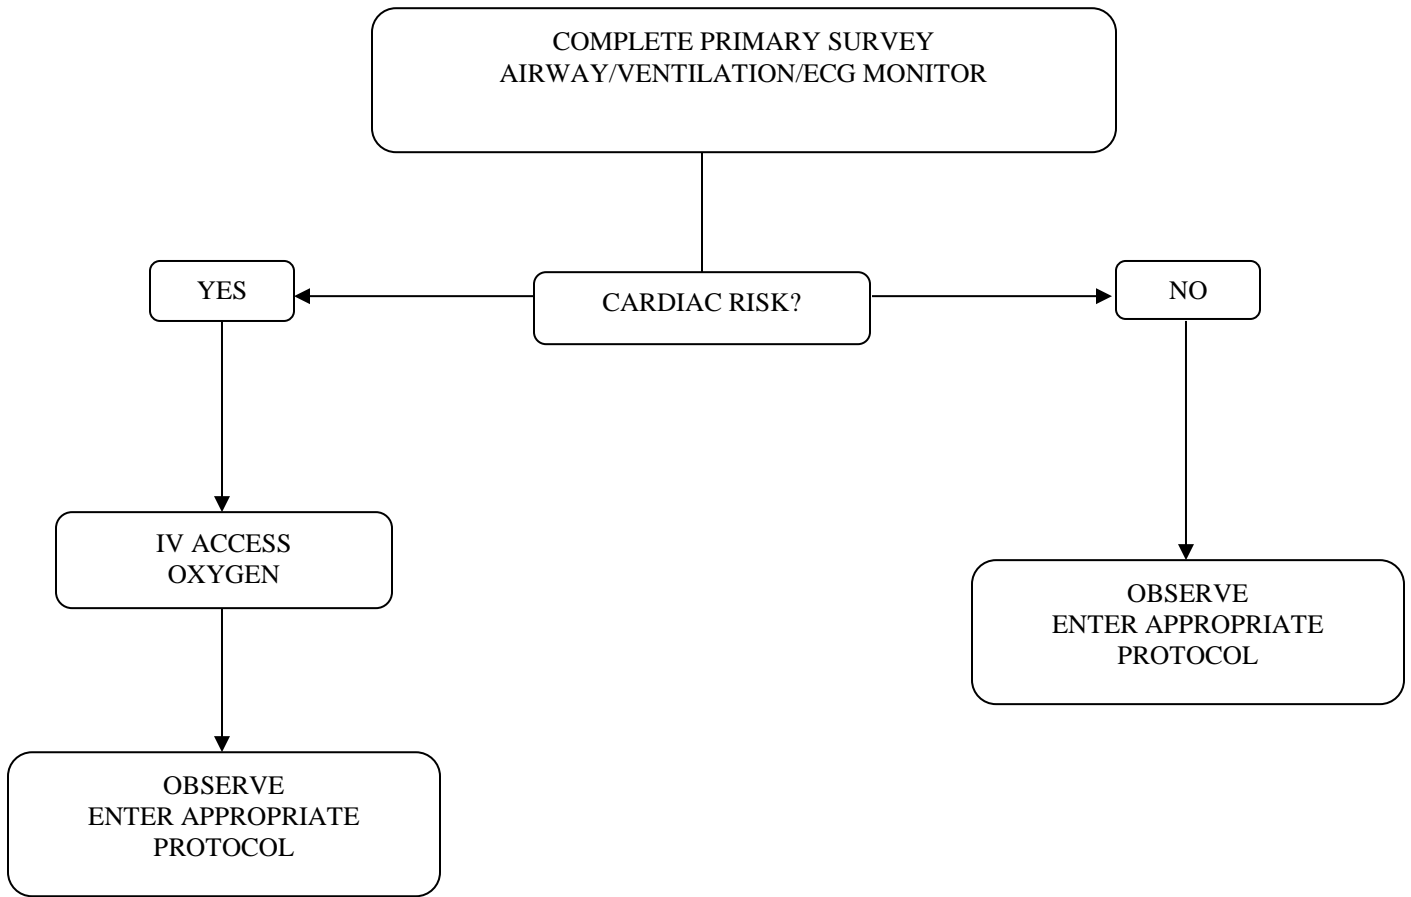 COMPLETE PRIMARY SURVEY
AIRWAY/VENTILATION/ECG MONITOR
YES
CARDIAC RISK?
NO
IV ACCESS
OXYGEN
OBSERVE
ENTER APPROPRIATE
PROTOCOL
OBSERVE
ENTER APPROPRIATE
PROTOCOL